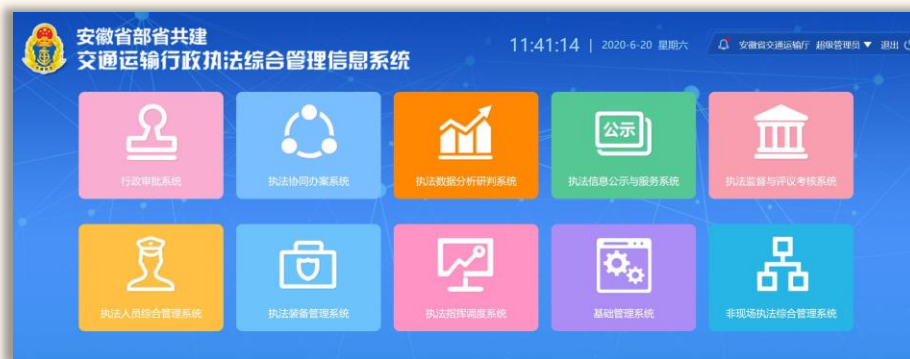 安徽省部省共建
交通运输行政执法综合管理信息系统
11:41:14 | 2020-6-20 星期六
安徽省交通运输厅 超级管理员 ▼ 退出
行政审批系统
执法协同办案系统
执法数据分析研判系统
公示
执法信息公示与服务系统
执法监督与评议考核系统
执法人员综合管理系统
执法装备管理系统
执法指挥调度系统
基础管理系统
非现场执法综合管理系统